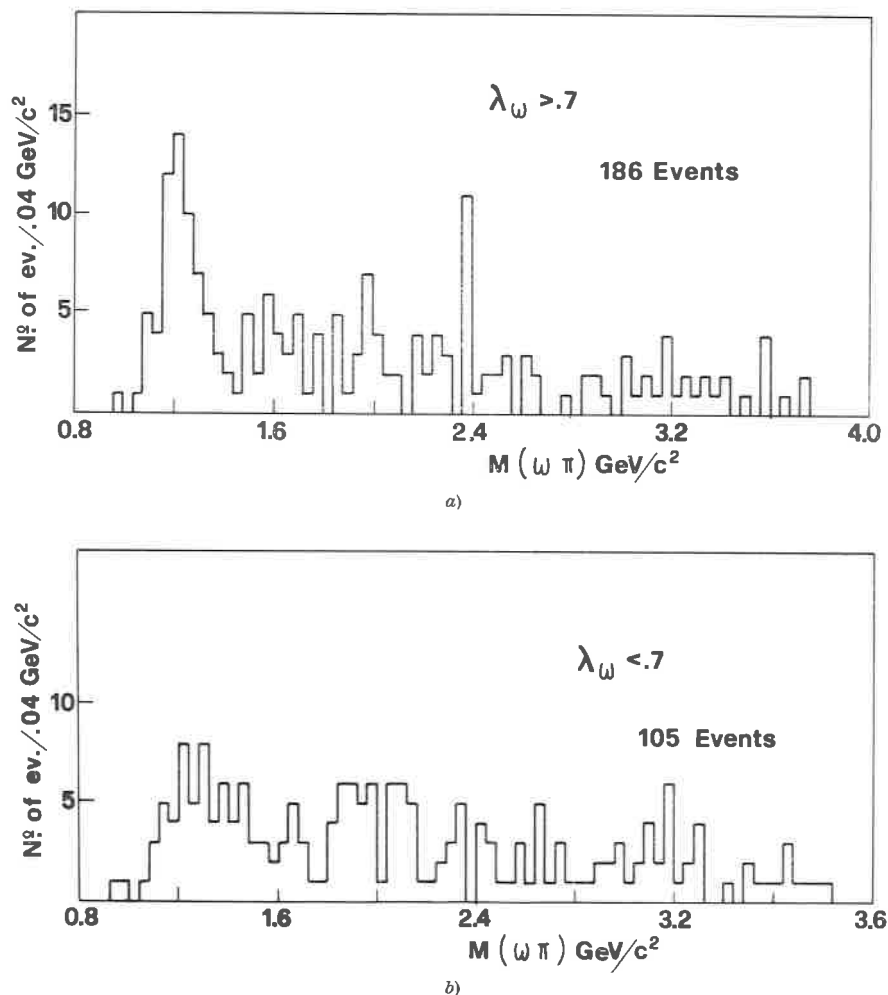 Nº of ev./.04 GeV/c²
15
10
5
λω >.7
186 Events
0.8 1.6 2.4 3.2 4.0
M (ω π) GeV/c²
a)
Nº of ev./.04 GeV/c²
10
5
λω <.7
105 Events
0.8 1.6 2.4 3.2 3.6
M (ω π) GeV/c²
b)